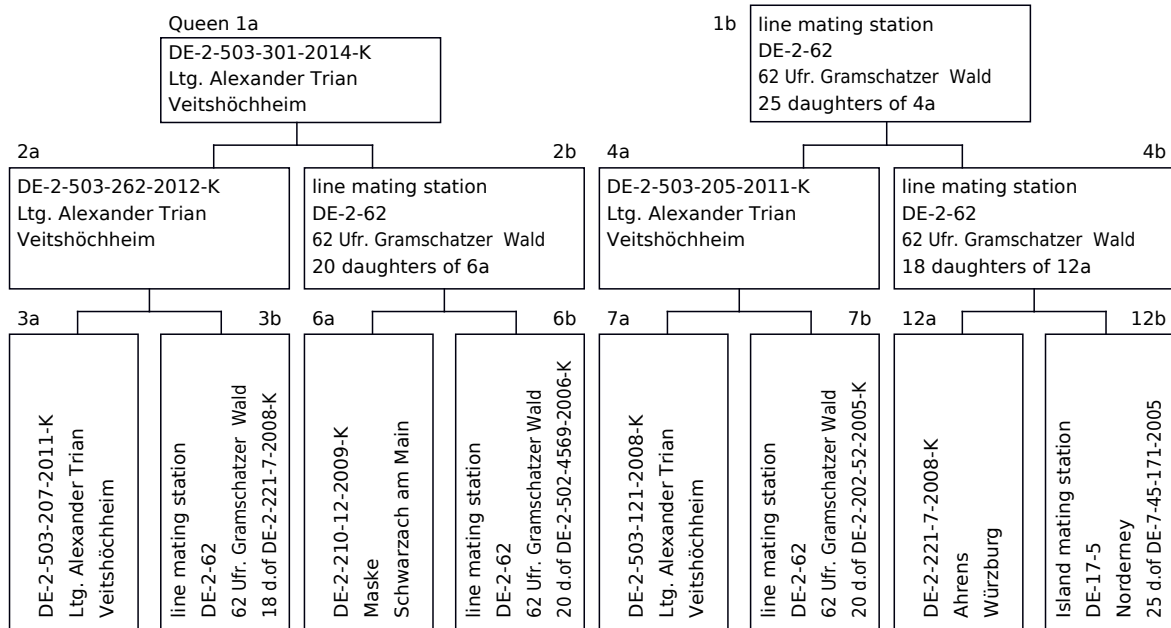 Queen 1a
DE-2-503-301-2014-K
Ltg. Alexander Trian
Veitshöchheim
1b
line mating station
DE-2-62
62 Ufr. Gramschatzer Wald
25 daughters of 4a
2a
DE-2-503-262-2012-K
Ltg. Alexander Trian
Veitshöchheim
2b
line mating station
DE-2-62
62 Ufr. Gramschatzer Wald
20 daughters of 6a
4a
DE-2-503-205-2011-K
Ltg. Alexander Trian
Veitshöchheim
4b
line mating station
DE-2-62
62 Ufr. Gramschatzer Wald
18 daughters of 12a
3a
DE-2-503-207-2011-K
Ltg. Alexander Trian
Veitshöchheim
3b
line mating station
DE-2-62
62 Ufr. Gramschatzer Wald
18 d.of DE-2-221-7-2008-K
6a
DE-2-210-12-2009-K
Maske
Schwarzach am Main
6b
line mating station
DE-2-62
62 Ufr. Gramschatzer Wald
20 d.of DE-2-502-4569-2006-K
7a
DE-2-503-121-2008-K
Ltg. Alexander Trian
Veitshöchheim
7b
line mating station
DE-2-62
62 Ufr. Gramschatzer Wald
20 d.of DE-2-202-52-2005-K
12a
DE-2-221-7-2008-K
Ahrens
Würzburg
12b
Island mating station
DE-17-5
Norderney
25 d.of DE-7-45-171-2005